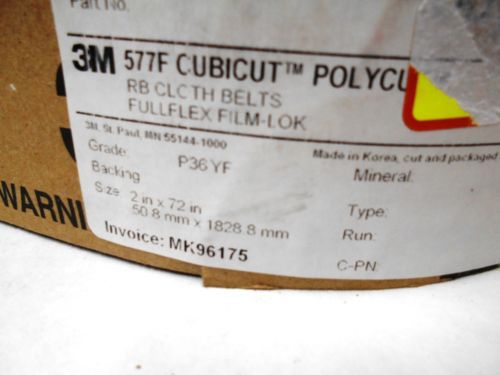 Part No.
3M 577F CUBICUT™ POLYCU
RB CLOTH BELTS
FULLFLEX FILM-LOK
3M, St. Paul, MN 55144-1000
Made in Korea, cut and packaged
Grade: P36 YF
Mineral:
Backing
Size: 2 in x 72 in
50.8 mm x 1828.8 mm
Type:
Run:
Invoice: MK96175
C-PN
WARNI